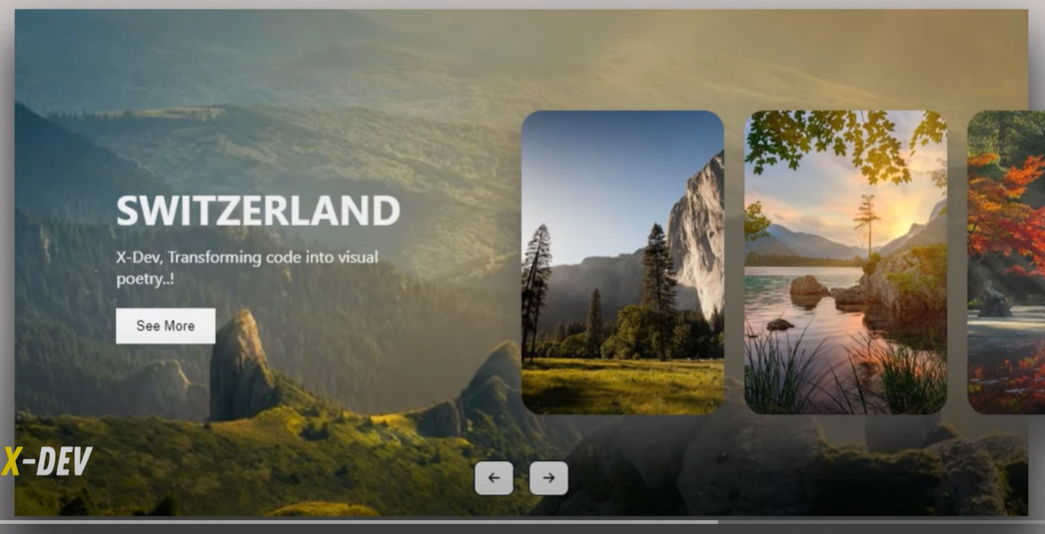 SWITZERLAND
X-Dev, Transforming code into visual
poetry..!
See More
X-DEV